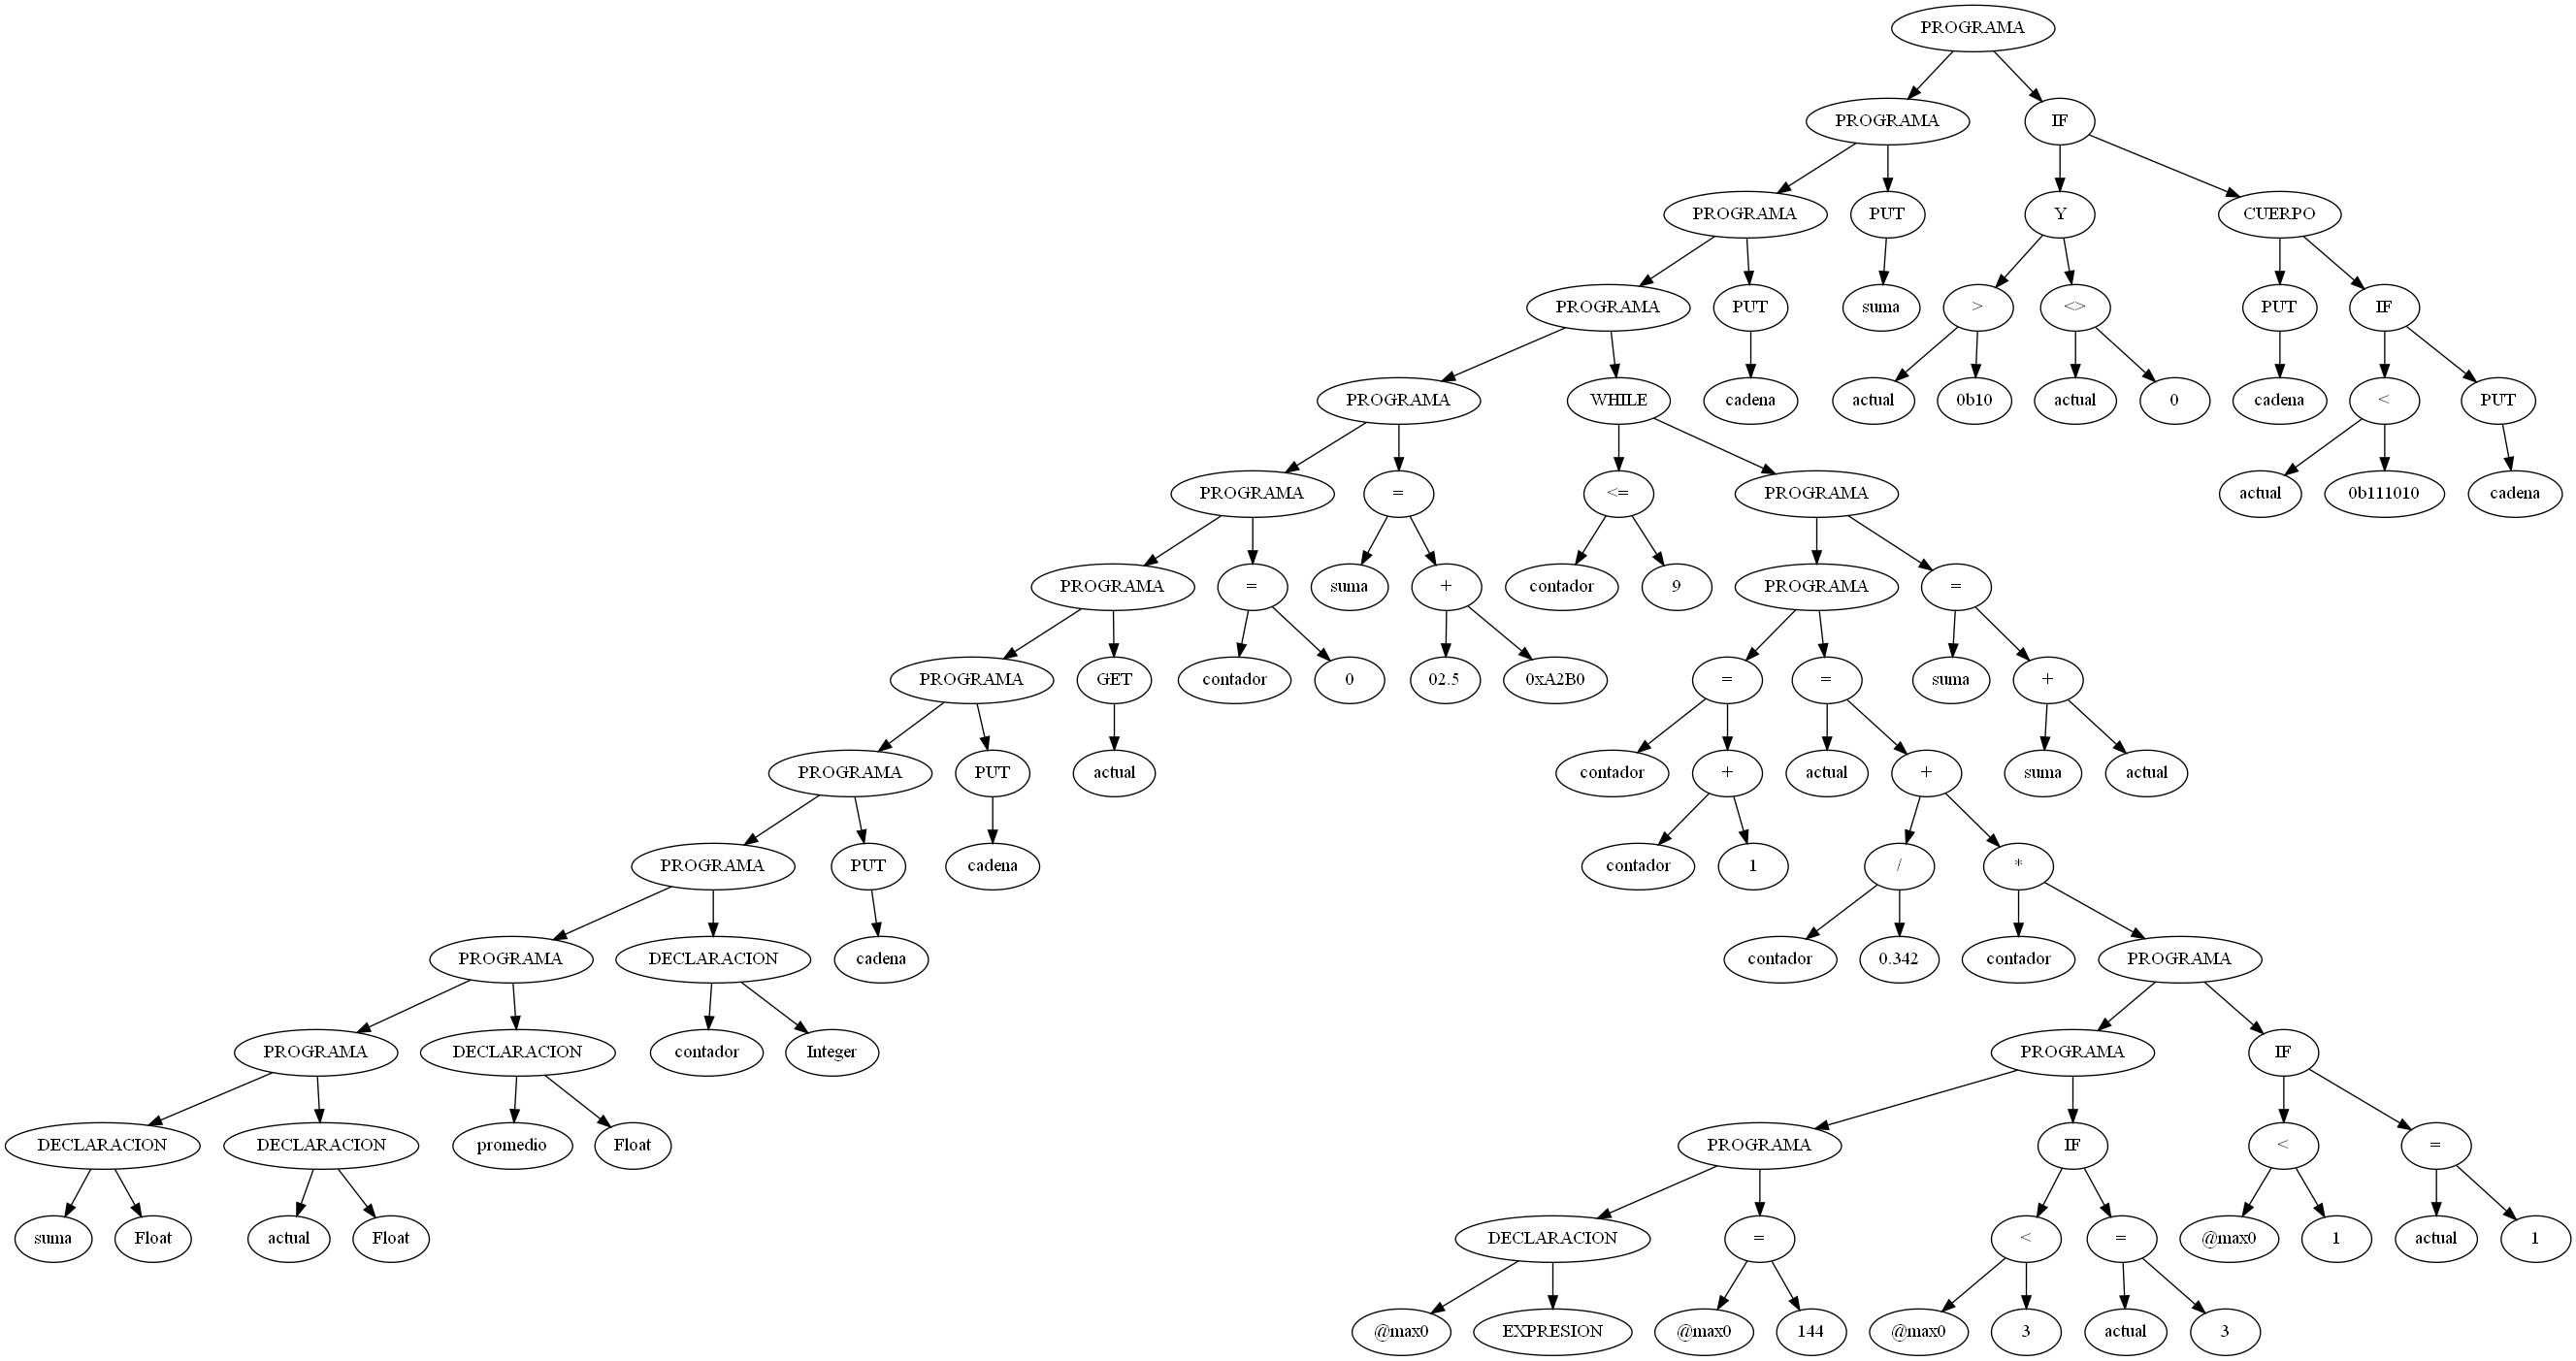 PROGRAMA
PROGRAMA IF
PROGRAMA PUT Y CUERPO
PROGRAMA PUT suma > <> PUT IF
PROGRAMA WHILE cadena actual 0b10 actual 0 cadena < PUT
PROGRAMA = <= PROGRAMA actual 0b111010 cadena
PROGRAMA = suma + contador 9 PROGRAMA =
PROGRAMA GET contador 0 02.5 0xA2B0 = = suma +
PROGRAMA PUT actual contador + actual + suma actual
PROGRAMA PUT cadena contador 1 / *
PROGRAMA DECLARACION cadena contador 0.342 contador PROGRAMA
PROGRAMA DECLARACION contador Integer PROGRAMA IF
DECLARACION DECLARACION promedio Float PROGRAMA IF < =
suma Float actual Float DECLARACION = < = @max0 1 actual 1
@max0 EXPRESION @max0 144 @max0 3 actual 3